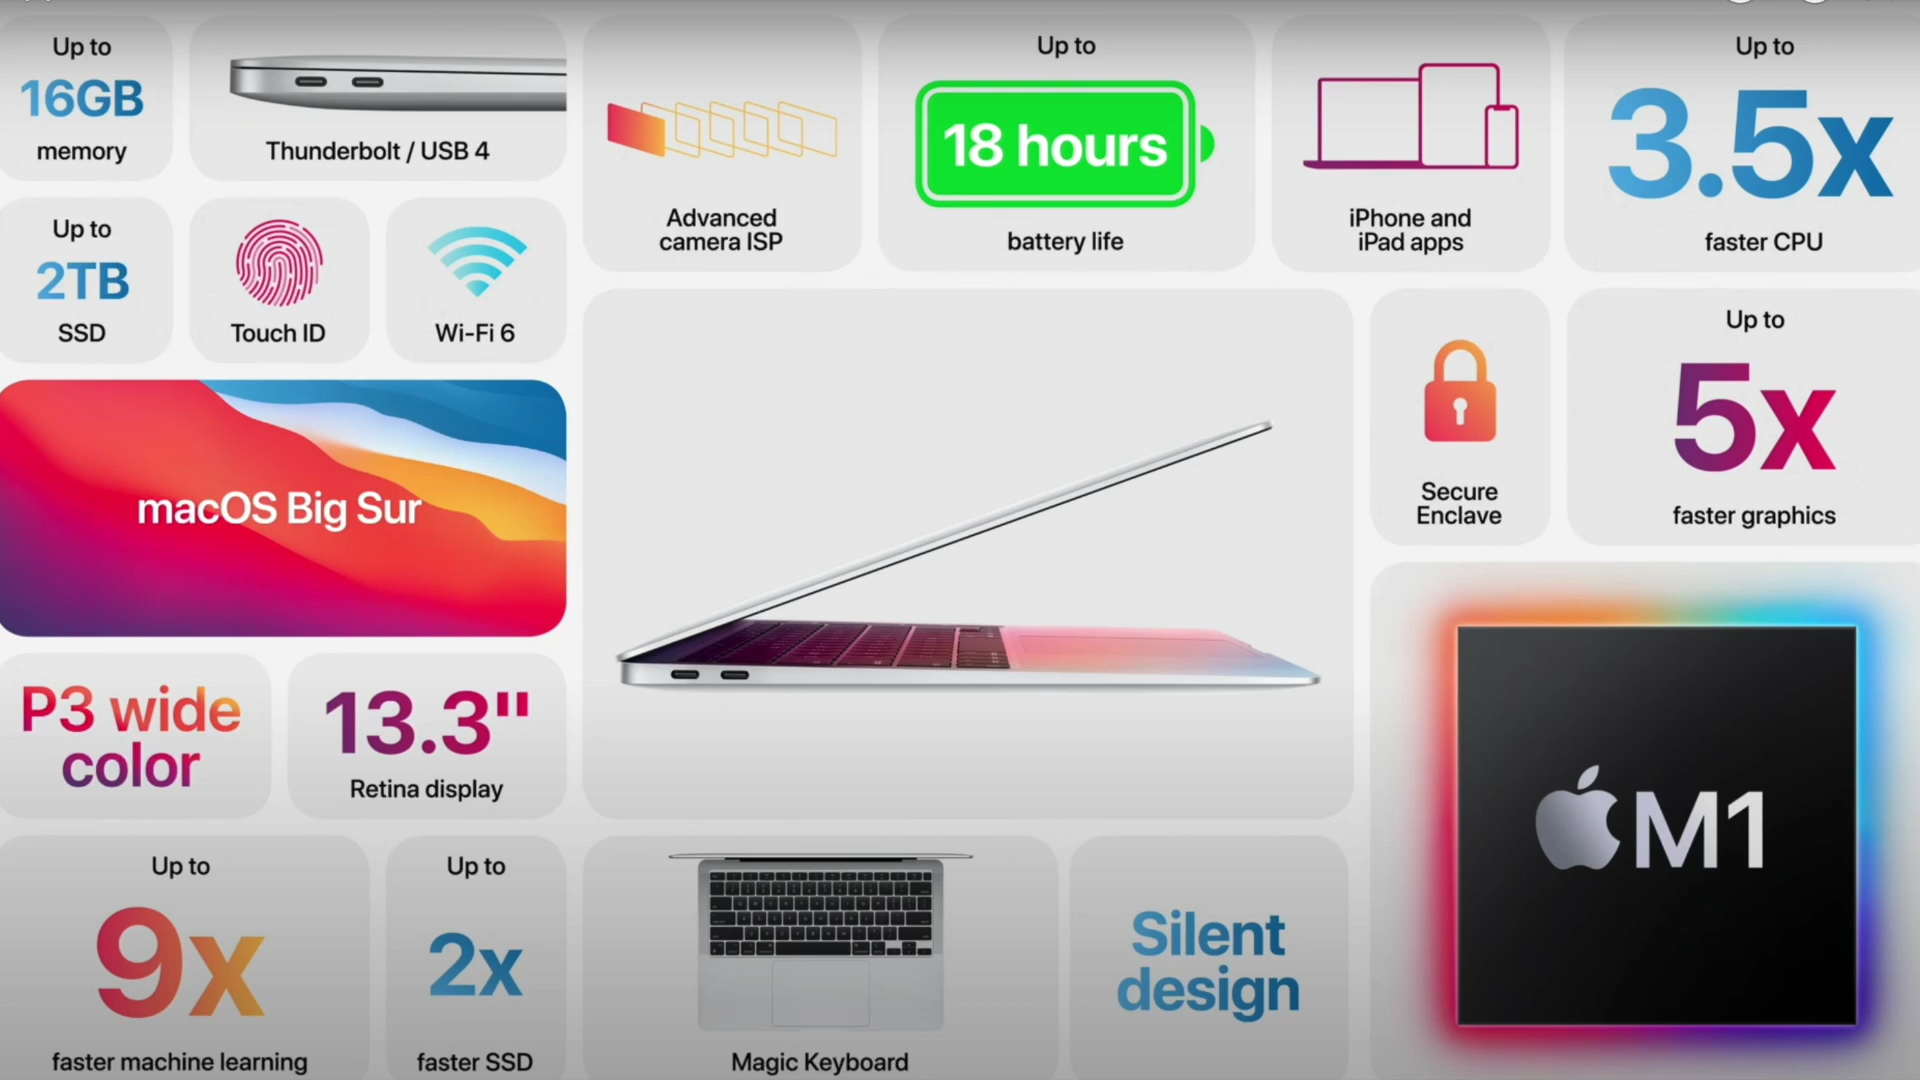 Up to
16GB
memory
Thunderbolt / USB 4
Advanced
camera ISP
Up to
18 hours
battery life
iPhone and
iPad apps
Up to
3.5x
faster CPU
Up to
2TB
SSD
Touch ID
Wi-Fi 6
macOS Big Sur
Secure
Enclave
Up to
5x
faster graphics
P3 wide
color
13.3"
Retina display
M1
Up to
9x
faster machine learning
Up to
2x
faster SSD
Magic Keyboard
Silent
design